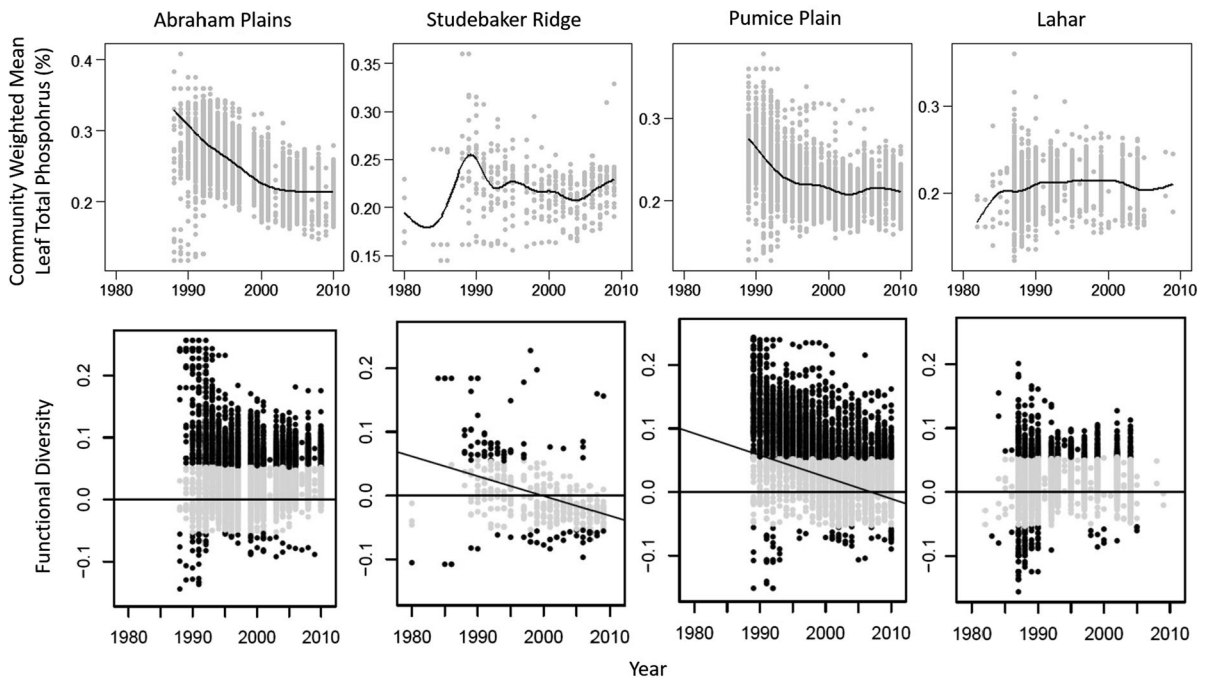 Abraham Plains
Studebaker Ridge
Pumice Plain
Lahar
Community Weighted Mean
Leaf Total Phospohrus (%)
0.4
0.3
0.2
1980 1990 2000 2010
0.35
0.30
0.25
0.20
0.15
1980 1990 2000 2010
0.3
0.2
1980 1990 2000 2010
0.3
0.2
1980 1990 2000 2010
Functional Diversity
0.2
0.1
0.0
−0.1
1980 1990 2000 2010
0.2
0.1
0.0
−0.1
1980 1990 2000 2010
0.2
0.1
0.0
−0.1
1980 1990 2000 2010
0.2
0.1
0.0
−0.1
1980 1990 2000 2010
Year